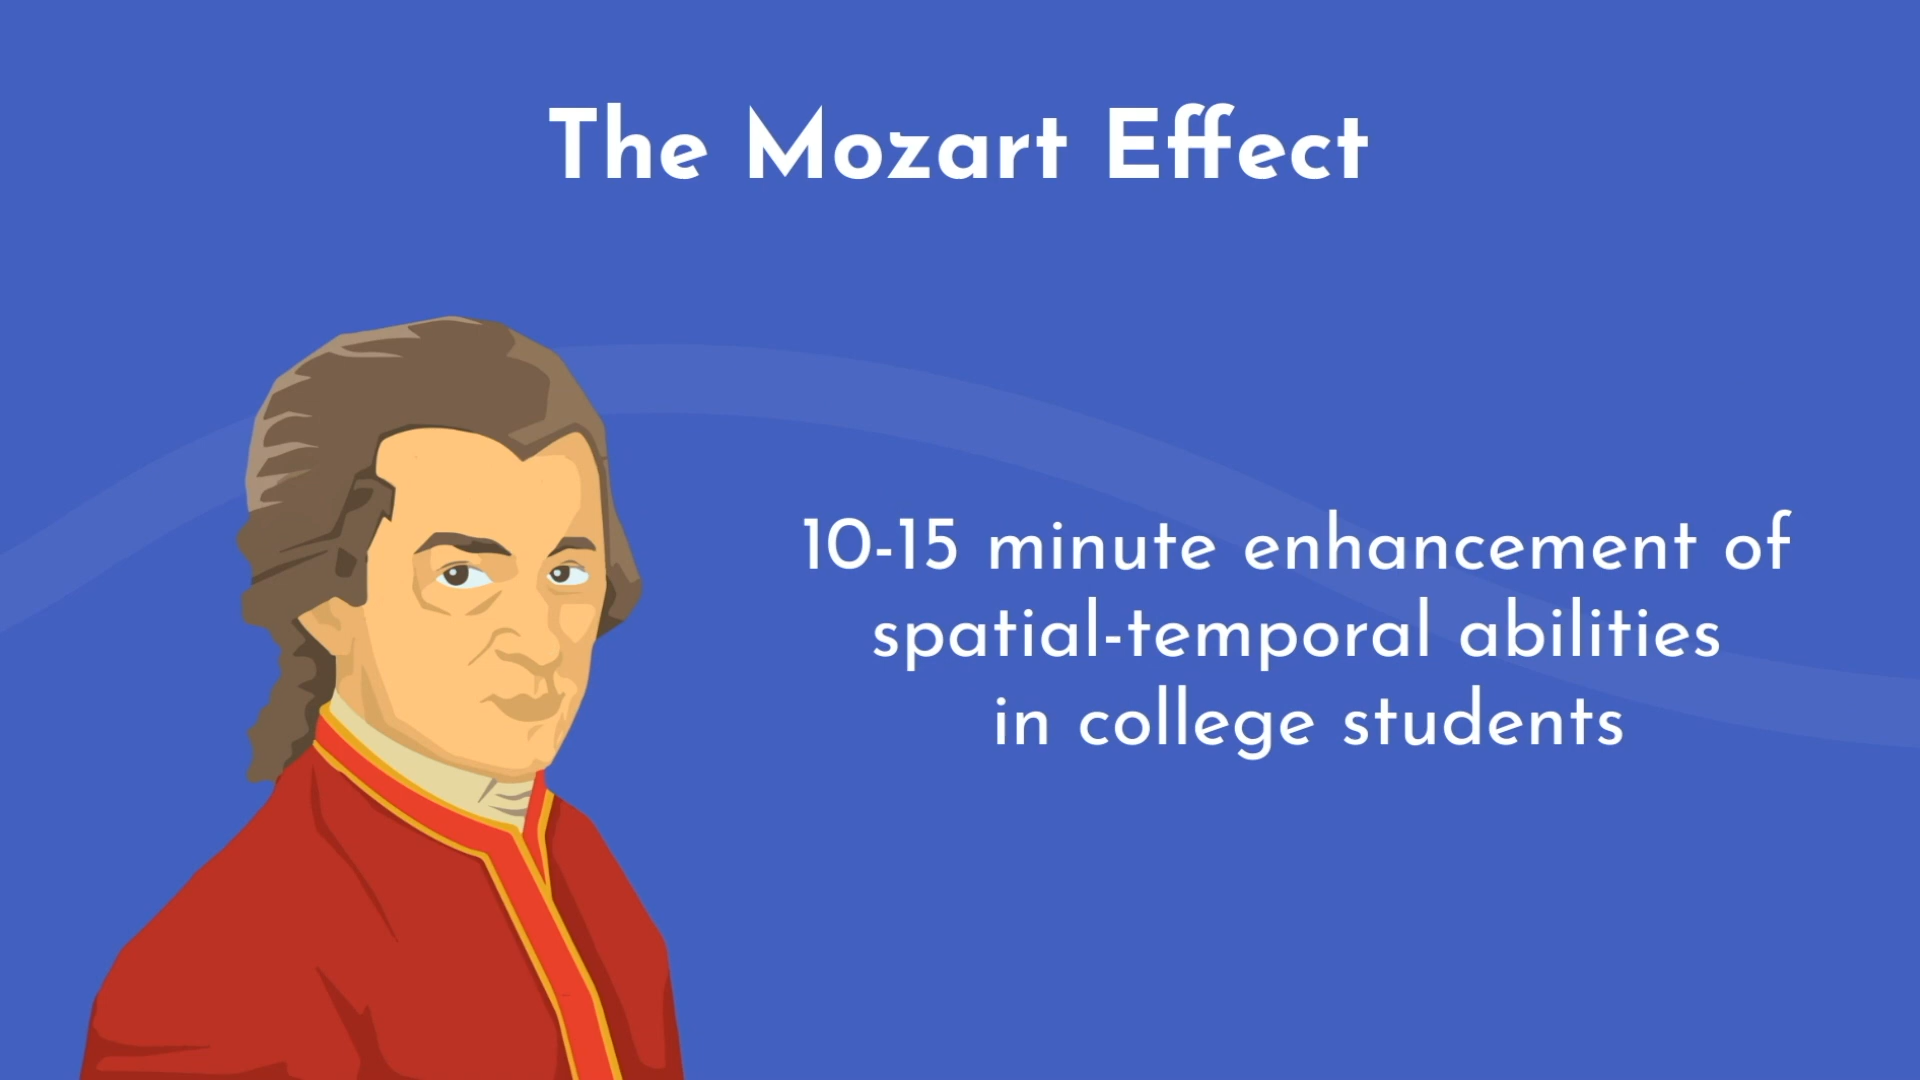 The Mozart Effect
10-15 minute enhancement of
spatial-temporal abilities
in college students